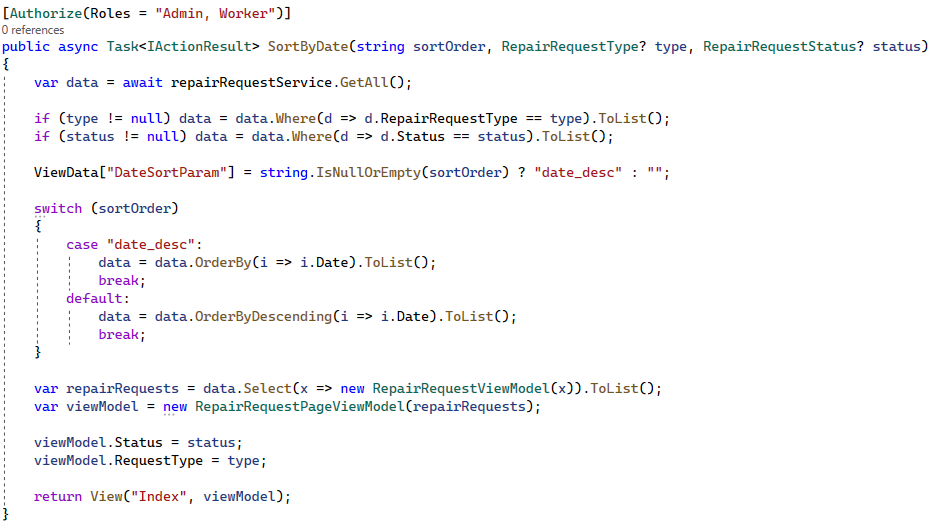 [Authorize(Roles = "Admin, Worker")]
0 references
public async Task<IActionResult> SortByDate(string sortOrder, RepairRequestType? type, RepairRequestStatus? status)
{
    var data = await repairRequestService.GetAll();
    if (type != null) data = data.Where(d => d.RepairRequestType == type).ToList();
    if (status != null) data = data.Where(d => d.Status == status).ToList();
    ViewData["DateSortParam"] = string.IsNullOrEmpty(sortOrder) ? "date_desc" : "";
    switch (sortOrder)
    {
        case "date_desc":
            data = data.OrderBy(i => i.Date).ToList();
            break;
        default:
            data = data.OrderByDescending(i => i.Date).ToList();
            break;
    }
    var repairRequests = data.Select(x => new RepairRequestViewModel(x)).ToList();
    var viewModel = new RepairRequestPageViewModel(repairRequests);
    viewModel.Status = status;
    viewModel.RequestType = type;
    return View("Index", viewModel);
}